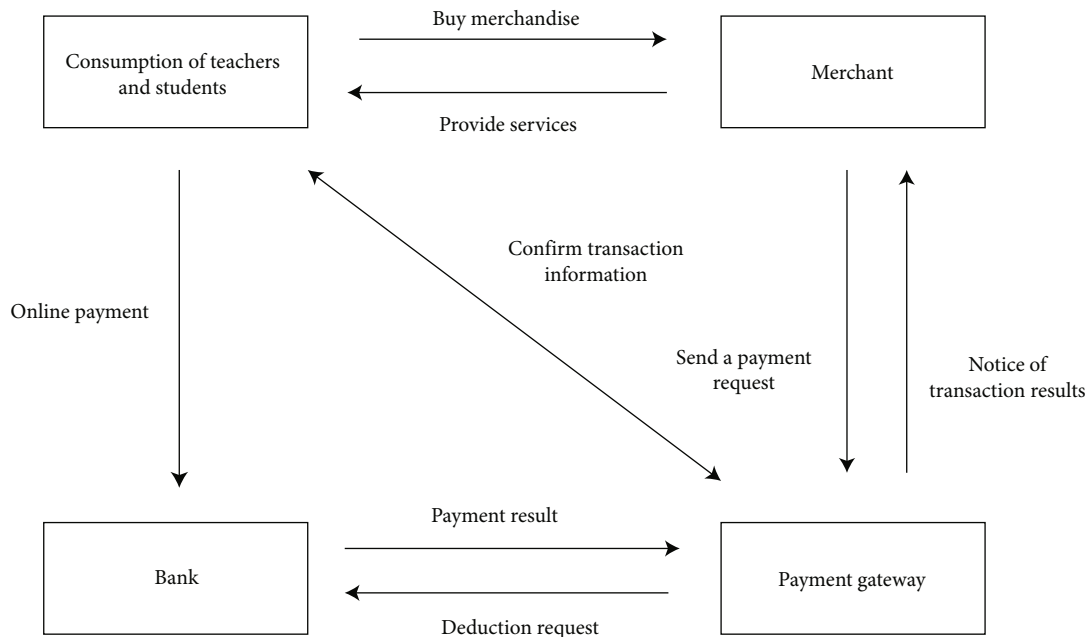 Buy merchandise
Consumption of teachers
and students
Merchant
Provide services
Confirm transaction
information
Online payment
Send a payment
request
Notice of
transaction results
Payment result
Bank
Payment gateway
Deduction request